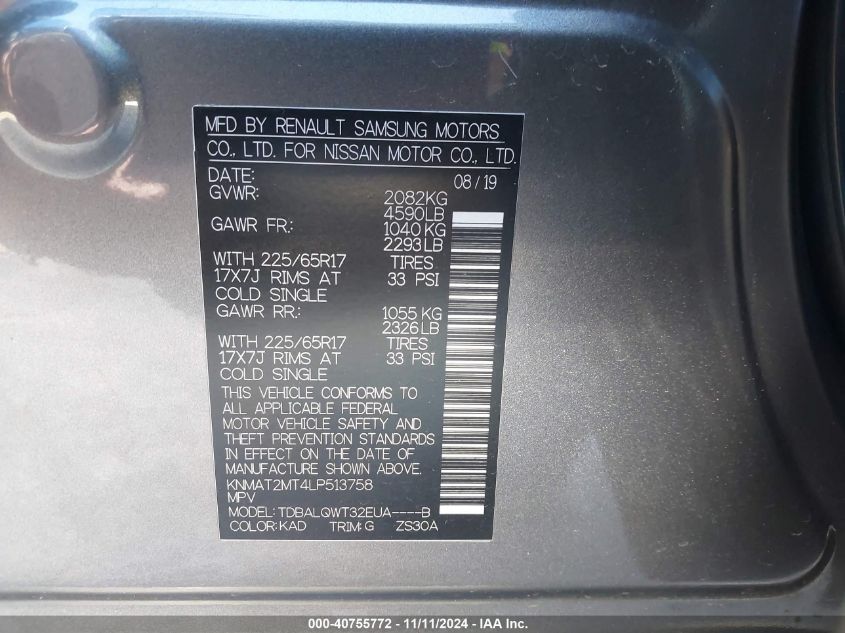 MFD BY RENAULT SAMSUNG MOTORS
CO., LTD. FOR NISSAN MOTOR CO., LTD.
DATE: 08/19
GVWR: 2082KG
4590LB
GAWR FR: 1040KG
2293LB
WITH 225/65R17 TIRES
17X7J RIMS AT 33 PSI
COLD SINGLE
GAWR RR: 1055KG
2326LB
WITH 225/65R17 TIRES
17X7J RIMS AT 33 PSI
COLD SINGLE
THIS VEHICLE CONFORMS TO
ALL APPLICABLE FEDERAL
MOTOR VEHICLE SAFETY AND
THEFT PREVENTION STANDARDS
IN EFFECT ON THE DATE OF
MANUFACTURE SHOWN ABOVE.
KNMAT2MT4LP513758
MPV
MODEL: TDBALQWT32EUA----B
COLOR: KAD TRIM: G ZS30A
000-40755772 - 11/11/2024 - IAA Inc.